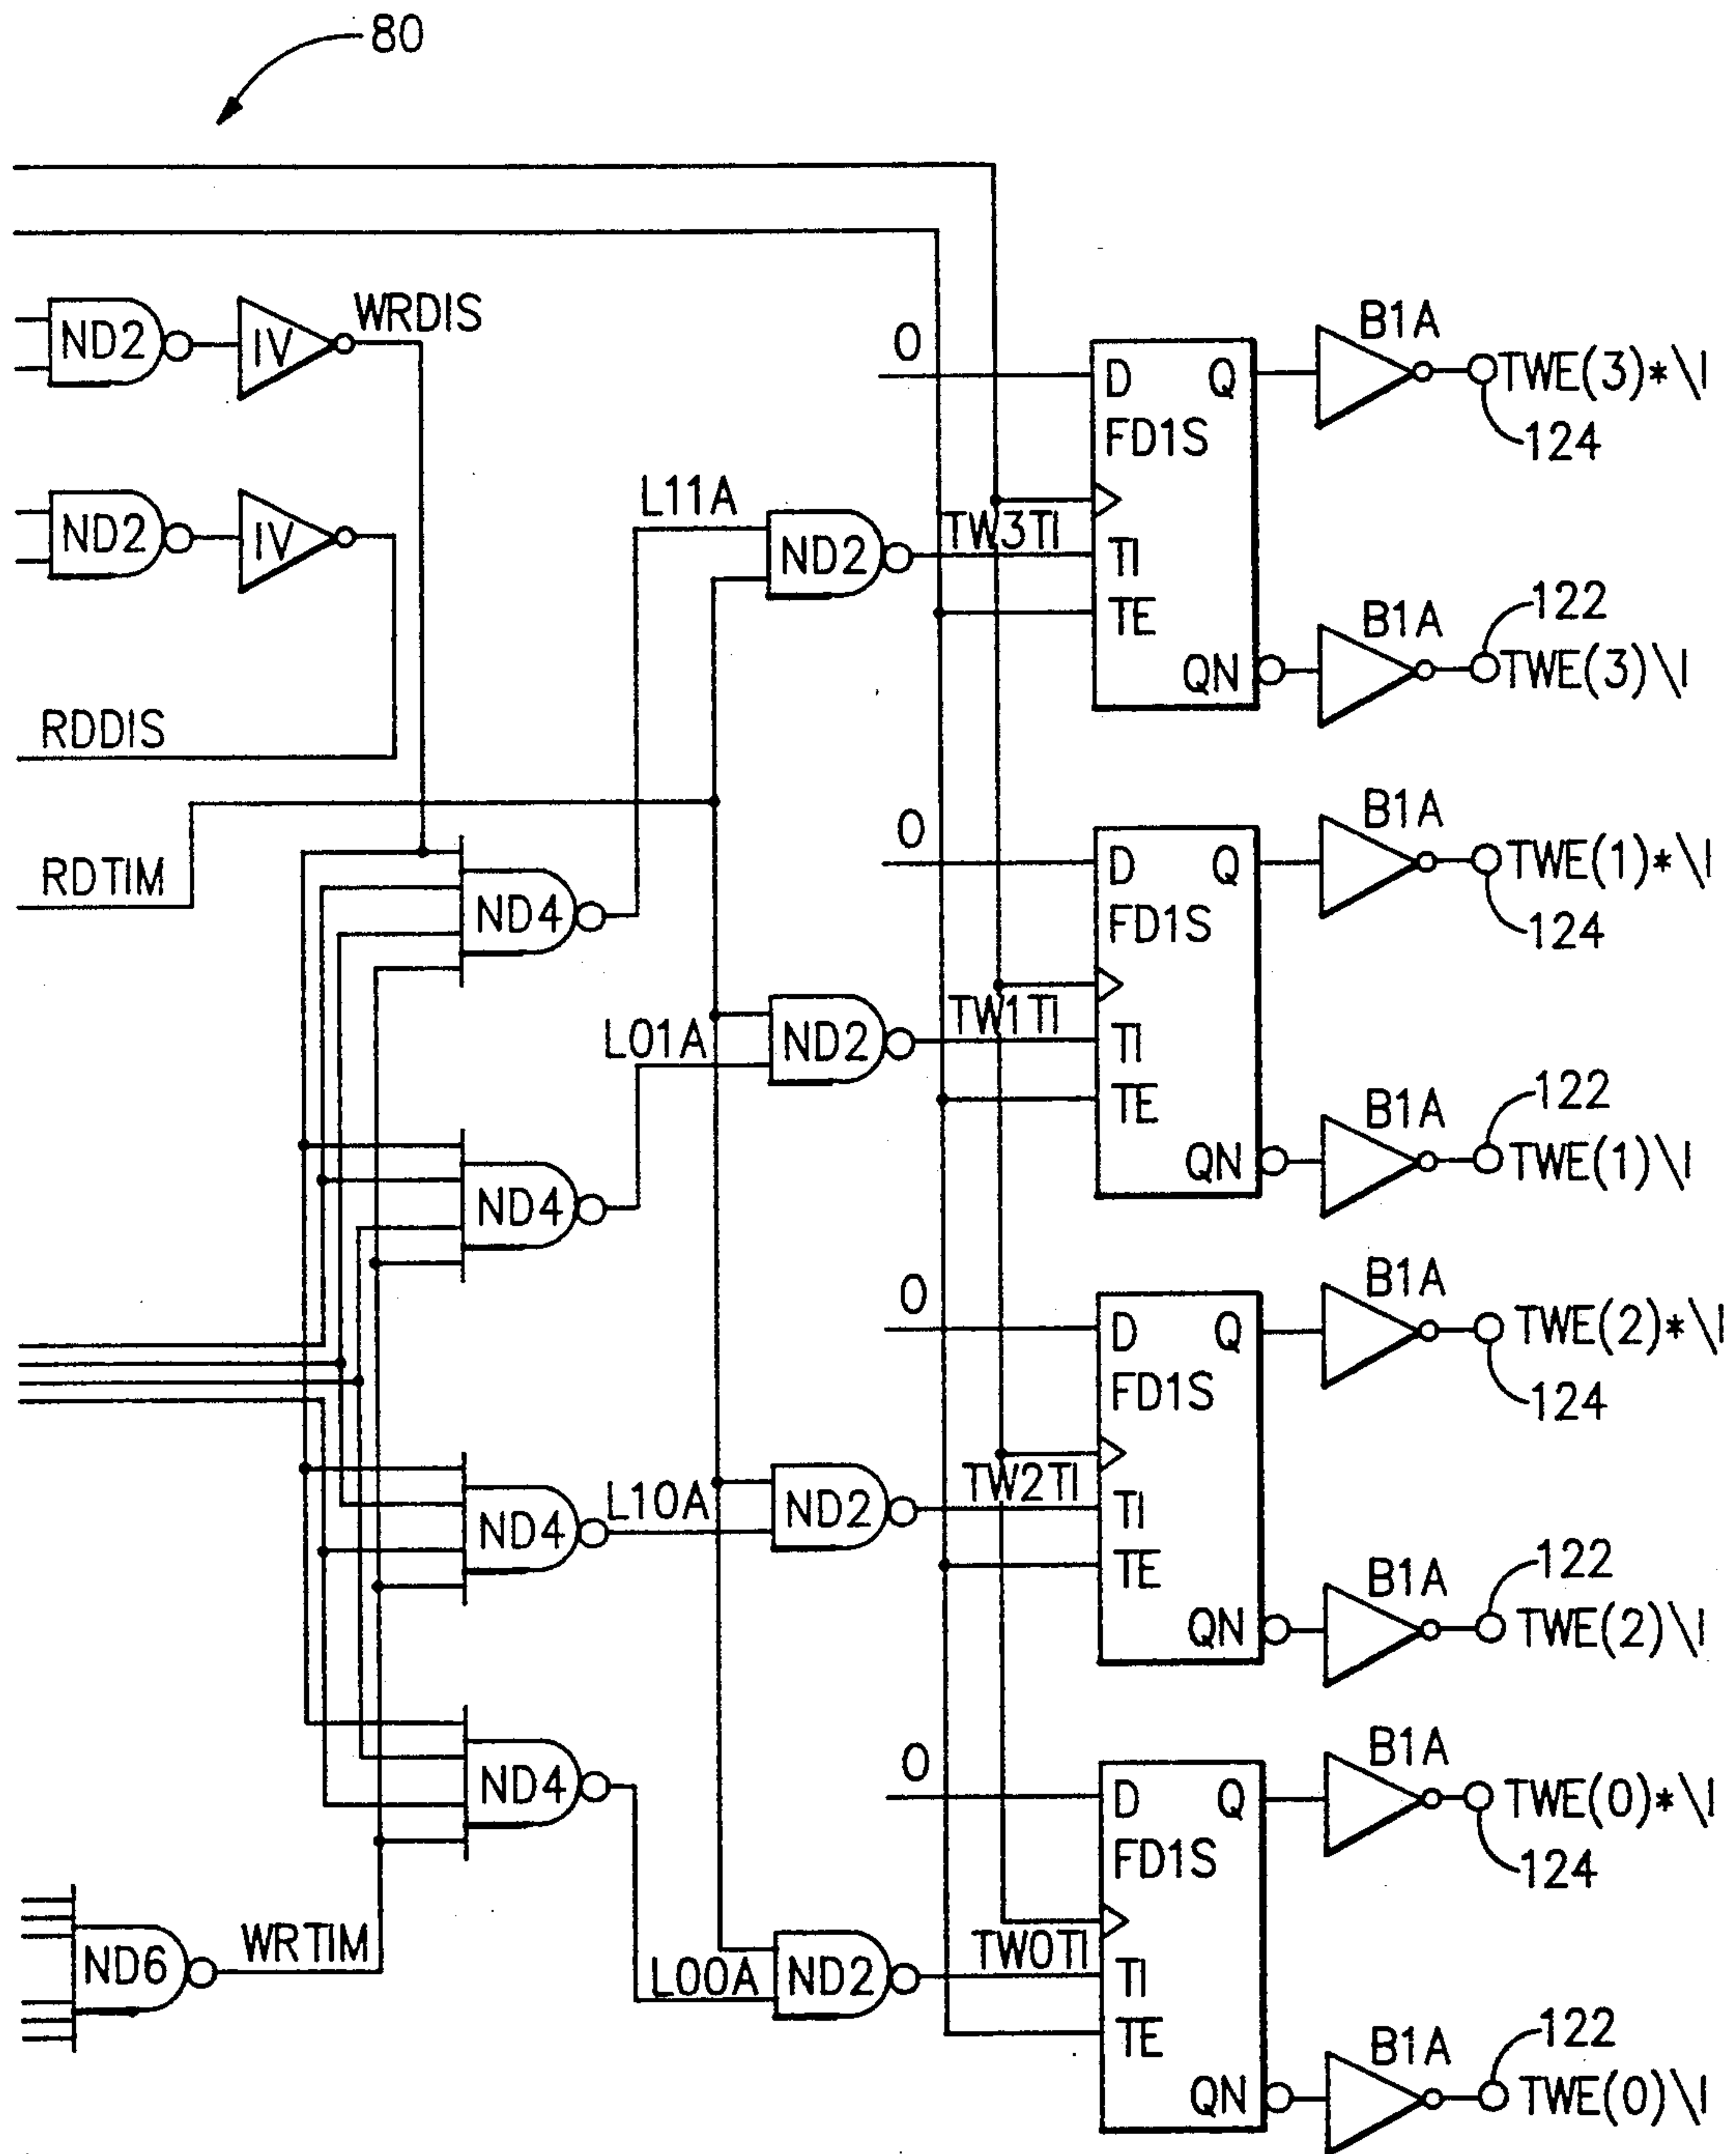 80
ND2
IV
WRDIS
ND2
IV
RDDIS
RDTIM
ND4
L11A
ND2
TW3TI
0
D
Q
FD1S
TI
TE
QN
B1A
TWE(3)*\I
124
B1A
122
TWE(3)\I
ND4
L01A
ND2
TW1TI
0
D
Q
FD1S
TI
TE
QN
B1A
TWE(1)*\I
124
B1A
122
TWE(1)\I
ND4
L10A
ND2
TW2TI
0
D
Q
FD1S
TI
TE
QN
B1A
TWE(2)*\I
124
B1A
122
TWE(2)\I
ND4
ND6
WRTIM
L00A
ND2
TW0TI
0
D
Q
FD1S
TI
TE
QN
B1A
TWE(0)*\I
124
B1A
122
TWE(0)\I